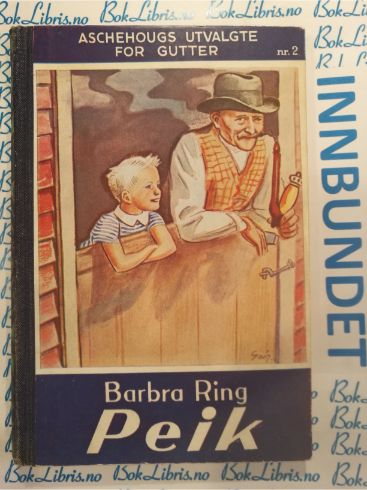 BokLibris.no
ASCHEHOUGS UTVALGTE
FOR GUTTER nr. 2
Barbra Ring
Peik
INNBUNDET